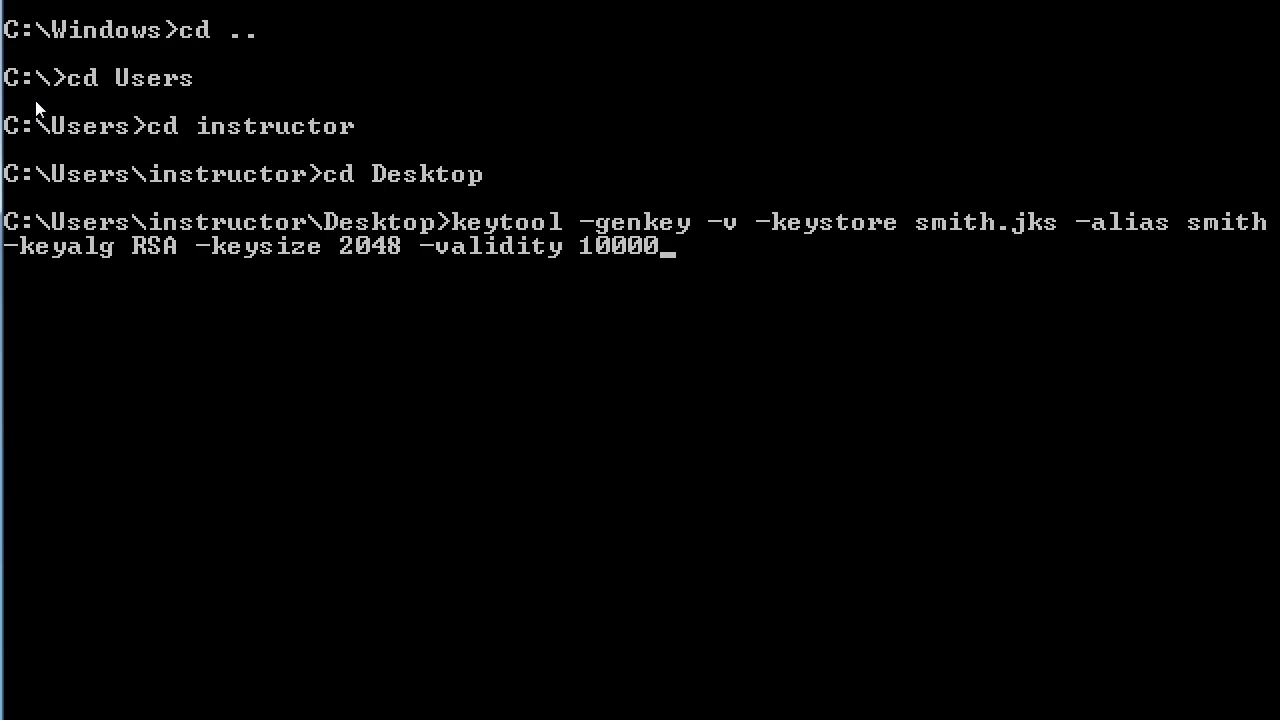 C:\Windows>cd ..
C:\>cd Users
C:\Users>cd instructor
C:\Users\instructor>cd Desktop
C:\Users\instructor\Desktop>keytool -genkey -v -keystore smith.jks -alias smith
-keyalg RSA -keysize 2048 -validity 10000_